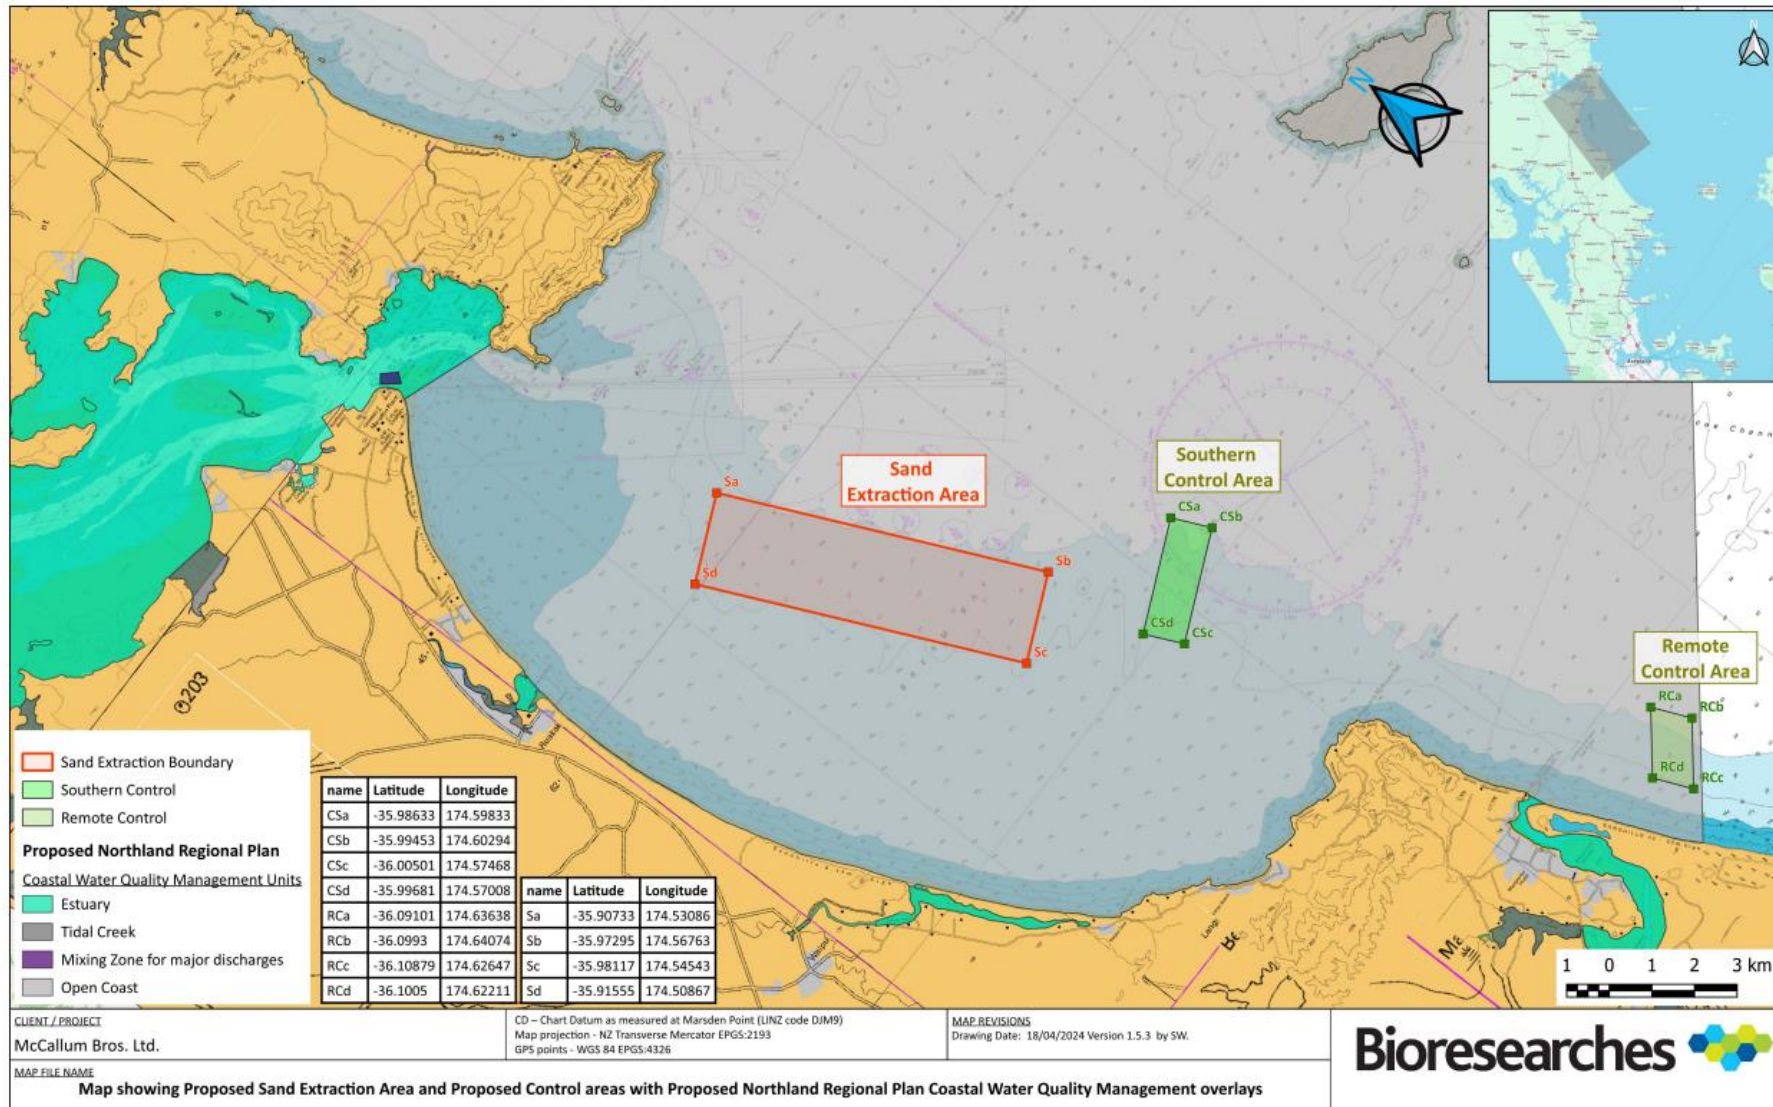 N
N
Sand
Extraction Area
Southern
Control Area
Remote
Control Area
Sa
Sb
Sc
Sd
CSa
CSb
CSc
CSd
RCa
RCb
RCc
RCd
203
45
62
Ruakak
Waipu
Sand Extraction Boundary
Southern Control
Remote Control
Proposed Northland Regional Plan
Coastal Water Quality Management Units
Estuary
Tidal Creek
Mixing Zone for major discharges
Open Coast
name Latitude Longitude
CSa -35.98633 174.59833
CSb -35.99453 174.60294
CSc -36.00501 174.57468
CSd -35.99681 174.57008
RCa -36.09101 174.63638
RCb -36.0993 174.64074
RCc -36.10879 174.62647
RCd -36.1005 174.62211
name Latitude Longitude
Sa -35.90733 174.53086
Sb -35.97295 174.56763
Sc -35.98117 174.54543
Sd -35.91555 174.50867
1 0 1 2 3 km
CLIENT / PROJECT
McCallum Bros. Ltd.
CD – Chart Datum as measured at Marsden Point (LINZ code DJM9)
Map projection - NZ Transverse Mercator EPGS:2193
GPS points - WGS 84 EPGS:4326
MAP REVISIONS
Drawing Date: 18/04/2024 Version 1.5.3 by SW.
MAP FILE NAME
Map showing Proposed Sand Extraction Area and Proposed Control areas with Proposed Northland Regional Plan Coastal Water Quality Management overlays
Bioresearches